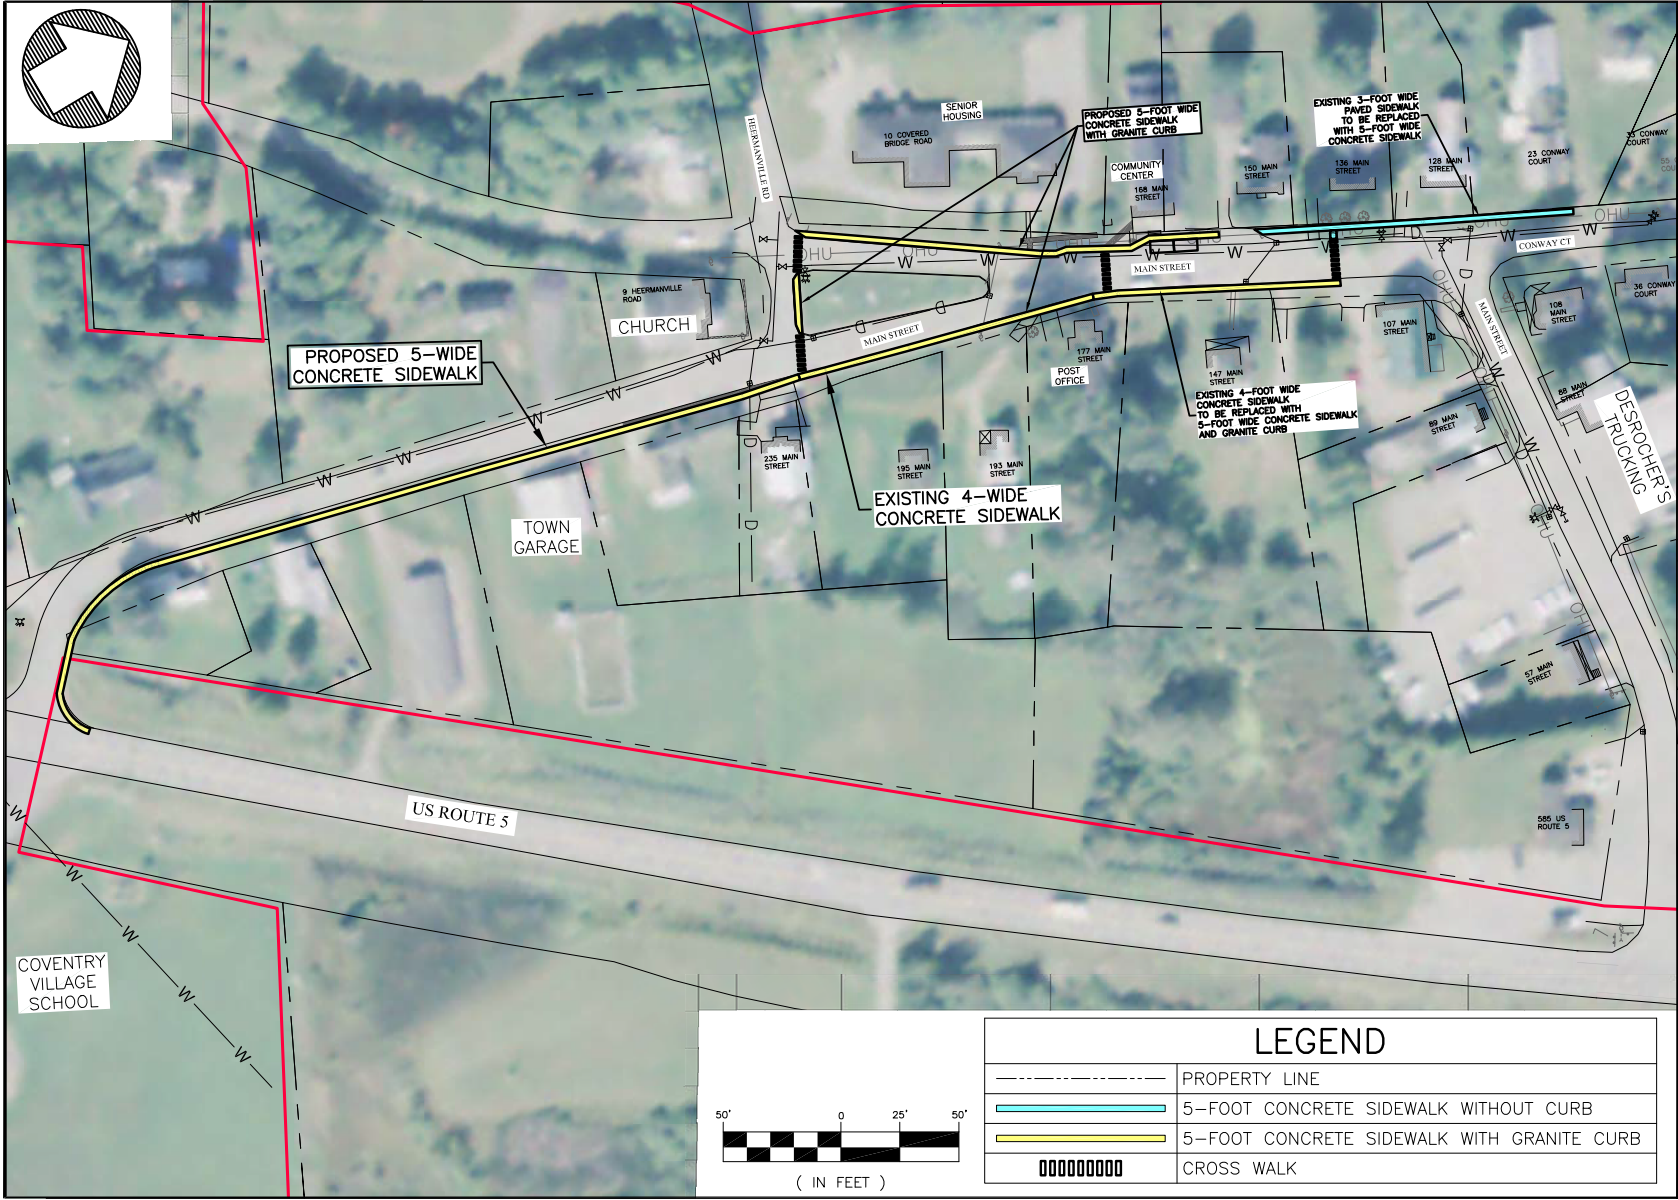 HEERMANVILLE RD
SENIOR
HOUSING
10 COVERED
BRIDGE ROAD
PROPOSED 5-FOOT WIDE
CONCRETE SIDEWALK
WITH GRANITE CURB
COMMUNITY
CENTER
168 MAIN
STREET
150 MAIN
STREET
EXISTING 3-FOOT WIDE
PAVED SIDEWALK
TO BE REPLACED
WITH 5-FOOT WIDE
CONCRETE SIDEWALK
136 MAIN
STREET
128 MAIN
STREET
23 CONWAY
COURT
33 CONWAY
COURT
OHU
OHU
OHU
OHU
W
W
W
W
W
W
W
CONWAY CT
MAIN STREET
9 HEERMANVILLE
ROAD
CHURCH
MAIN STREET
36 CONWAY
COURT
108
MAIN
STREET
107 MAIN
STREET
MAIN STREET
177 MAIN
STREET
POST
OFFICE
147 MAIN
STREET
EXISTING 4-FOOT WIDE
CONCRETE SIDEWALK
TO BE REPLACED WITH
5-FOOT WIDE CONCRETE SIDEWALK
AND GRANITE CURB
88 MAIN
STREET
89 MAIN
STREET
DESROCHER'S
TRUCKING
PROPOSED 5-WIDE
CONCRETE SIDEWALK
W
W
W
W
W
W
235 MAIN
STREET
195 MAIN
STREET
193 MAIN
STREET
EXISTING 4-WIDE
CONCRETE SIDEWALK
TOWN
GARAGE
D
D
OHU
OHU
OHU
57 MAIN
STREET
585 US
ROUTE 5
US ROUTE 5
W
W
W
W
W
COVENTRY
VILLAGE
SCHOOL
50' 0 25' 50'
( IN FEET )
LEGEND
PROPERTY LINE
5-FOOT CONCRETE SIDEWALK WITHOUT CURB
5-FOOT CONCRETE SIDEWALK WITH GRANITE CURB
CROSS WALK